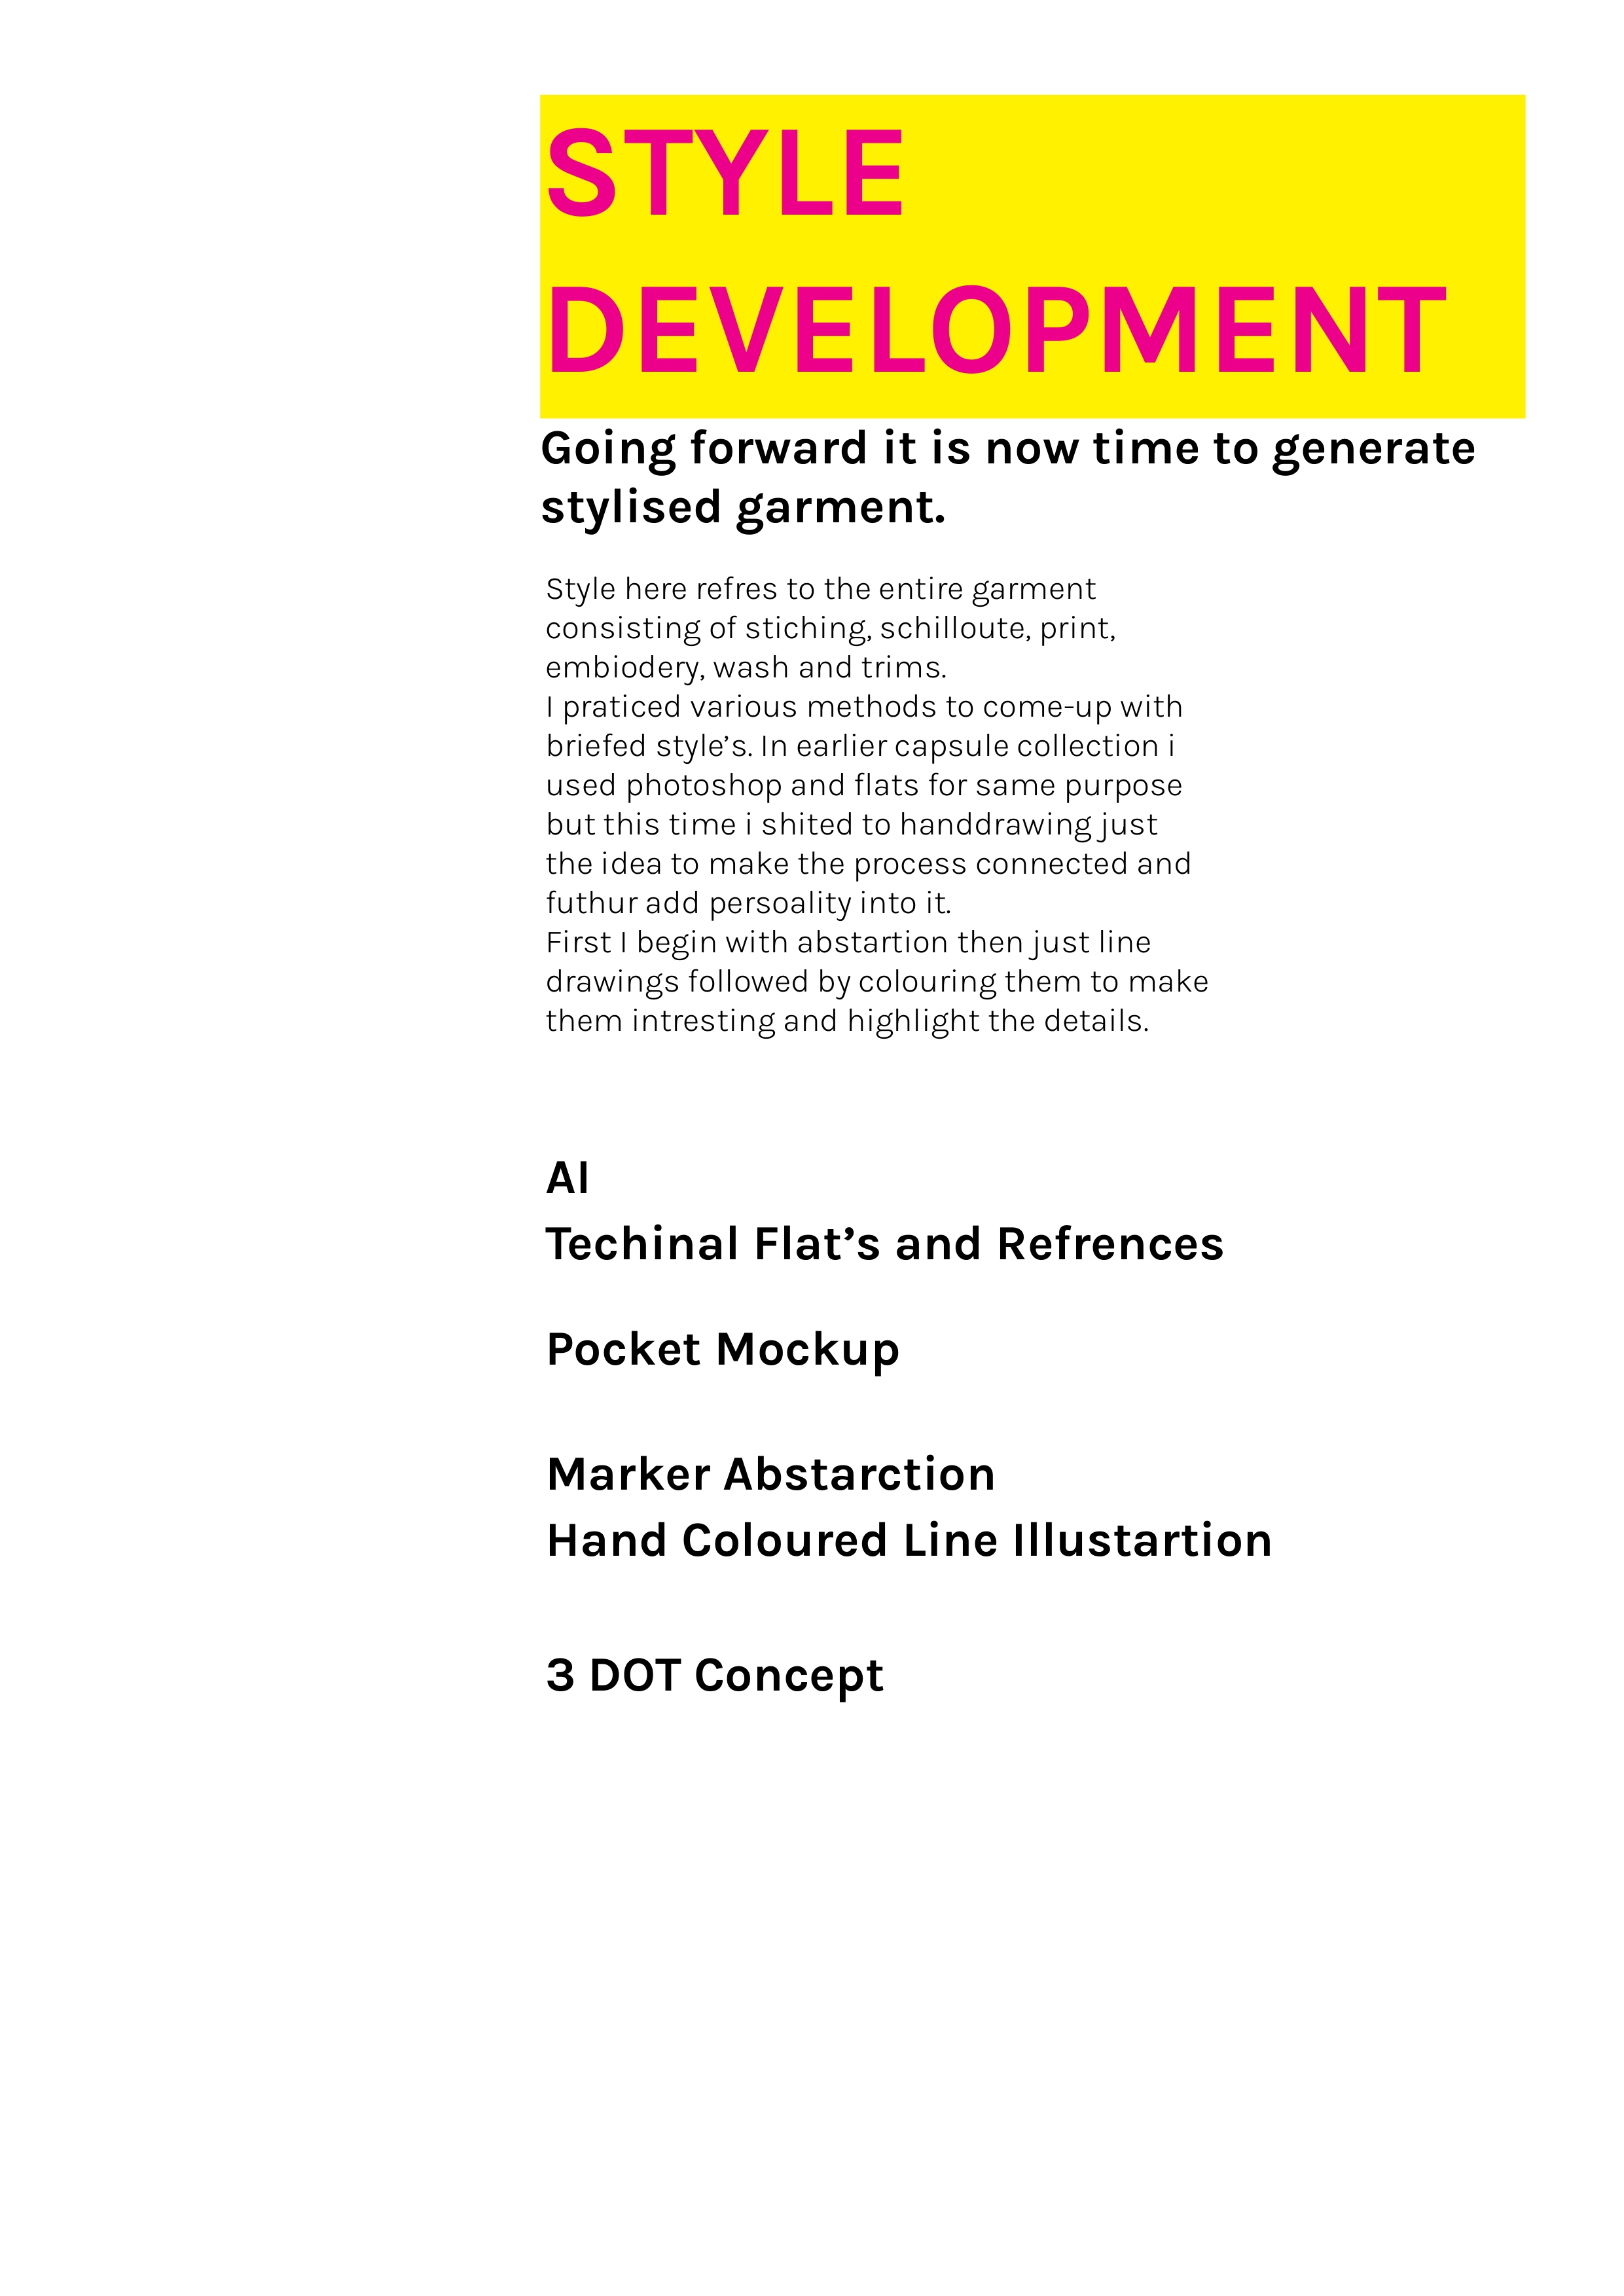 STYLE
DEVELOPMENT
Going forward it is now time to generate
stylised garment.
Style here refres to the entire garment
consisting of stiching, schilloute, print,
embiodery, wash and trims.
I praticed various methods to come-up with
briefed style’s. In earlier capsule collection i
used photoshop and flats for same purpose
but this time i shited to handdrawing just
the idea to make the process connected and
futhur add persoality into it.
First I begin with abstartion then just line
drawings followed by colouring them to make
them intresting and highlight the details.
AI
Techinal Flat’s and Refrences
Pocket Mockup
Marker Abstarction
Hand Coloured Line Illustartion
3 DOT Concept